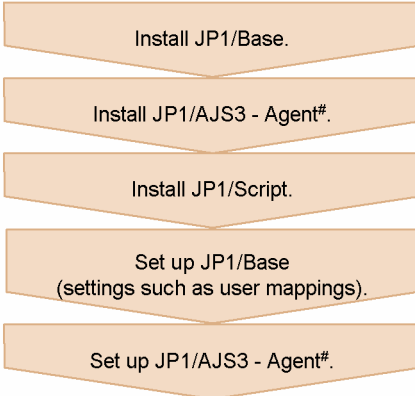 Install JP1/Base.
Install JP1/AJS3 - Agent#.
Install JP1/Script.
Set up JP1/Base
(settings such as user mappings).
Set up JP1/AJS3 - Agent#.